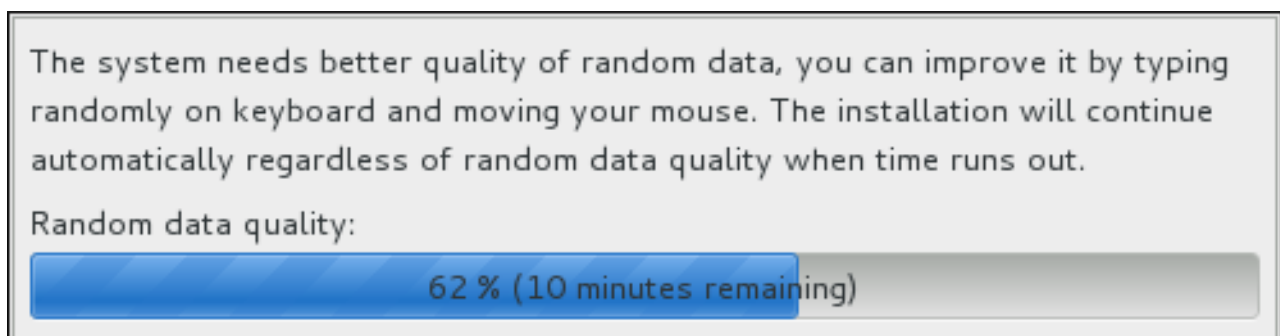 The system needs better quality of random data, you can improve it by typing
randomly on keyboard and moving your mouse. The installation will continue
automatically regardless of random data quality when time runs out.
Random data quality:
62 % (10 minutes remaining)